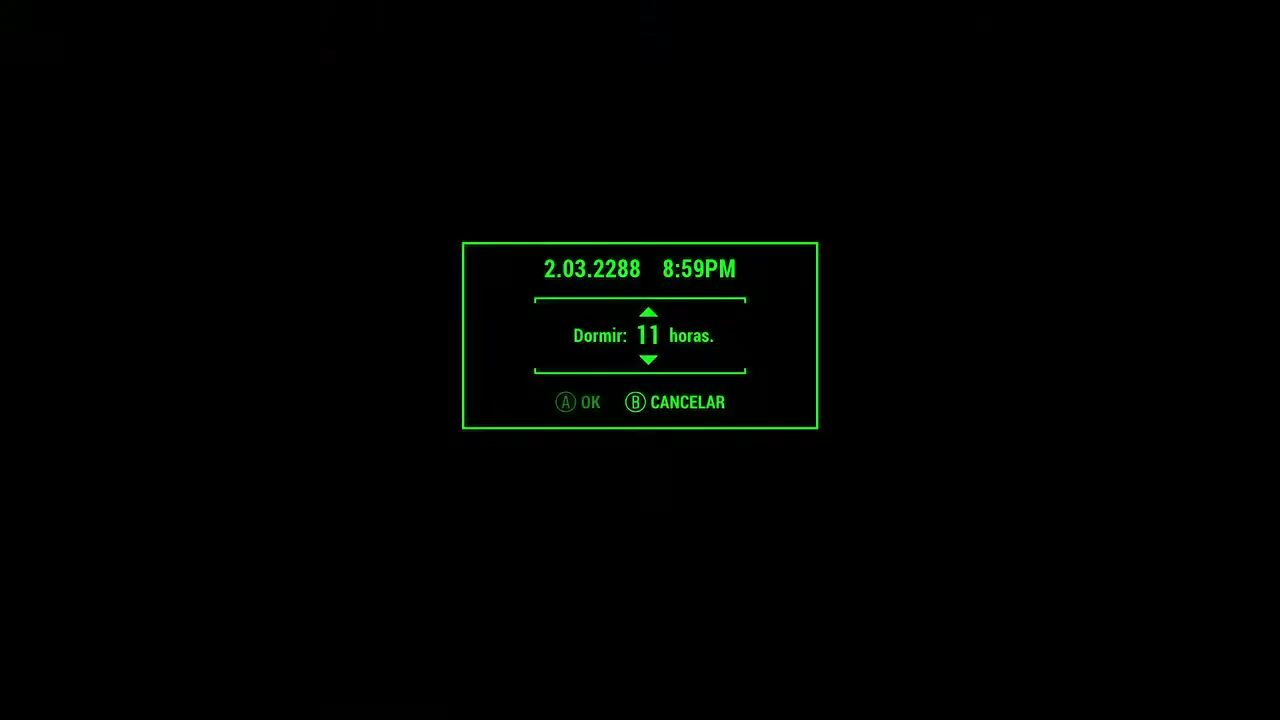 2.03.2288 8:59PM
Dormir: 11 horas.
Ⓐ OK Ⓑ CANCELAR